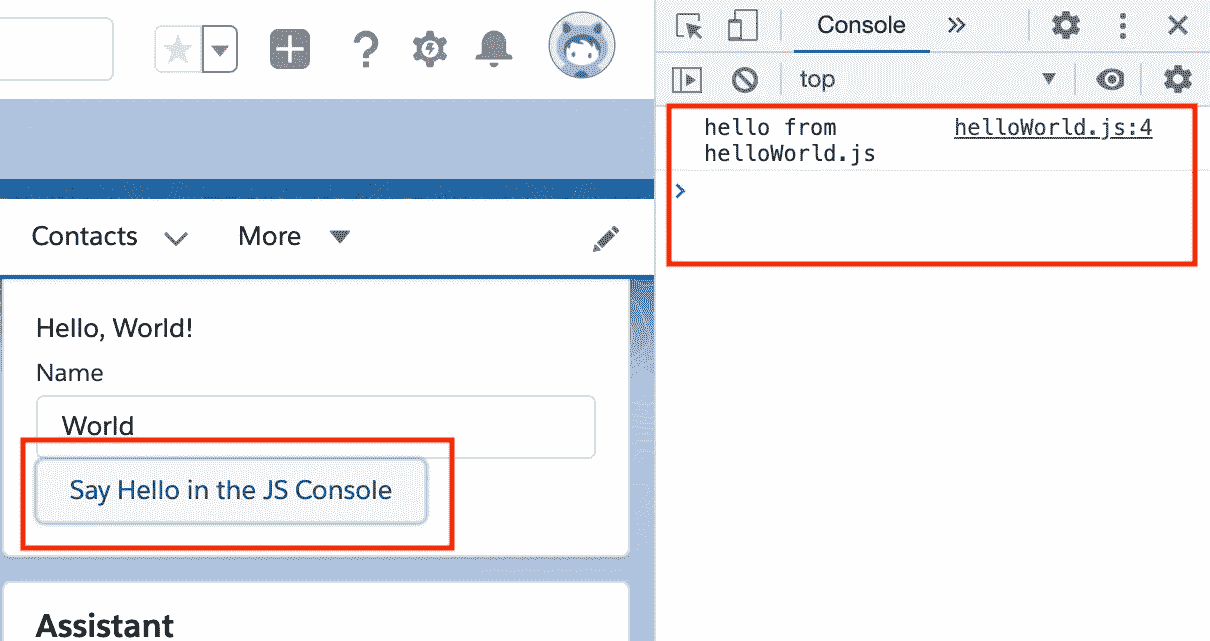 Console
top
hello from helloWorld.js:4
helloWorld.js
Contacts
More
Hello, World!
Name
World
Say Hello in the JS Console
Assistant